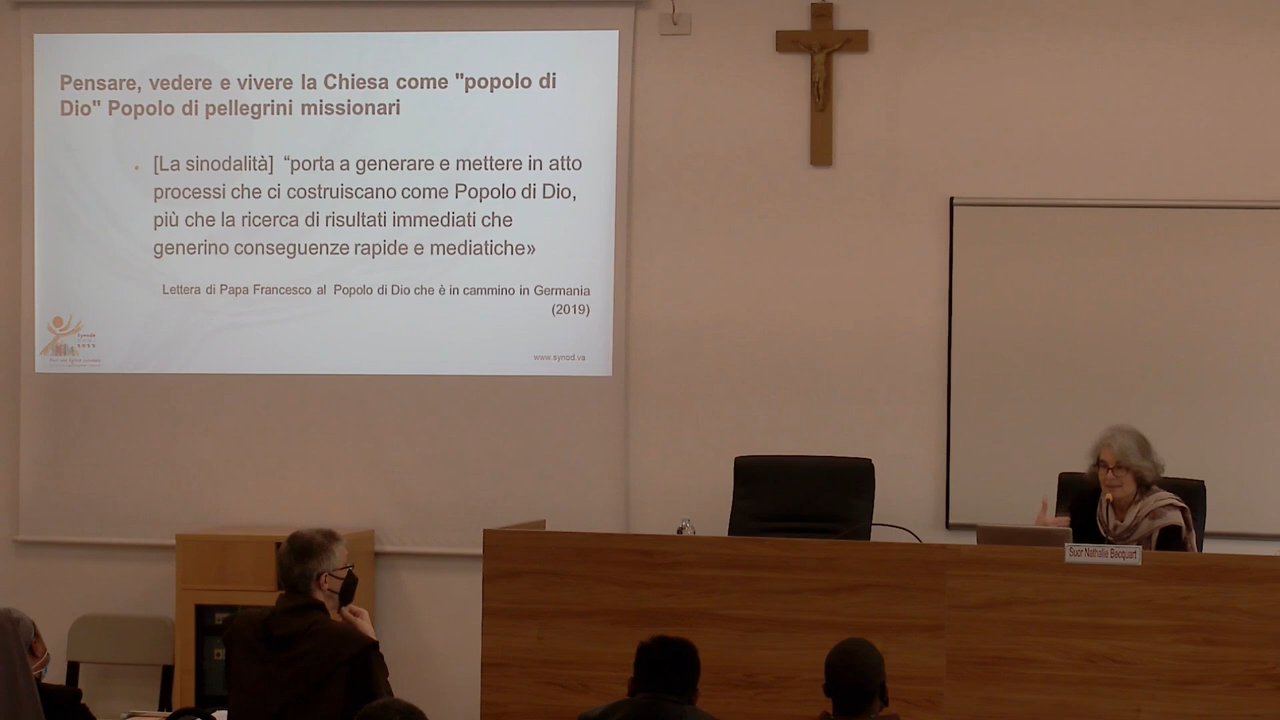 Pensare, vedere e vivere la Chiesa come "popolo di
Dio" Popolo di pellegrini missionari
[La sinodalità] “porta a generare e mettere in atto
processi che ci costruiscano come Popolo di Dio,
più che la ricerca di risultati immediati che
generino conseguenze rapide e mediatiche»
Lettera di Papa Francesco al Popolo di Dio che è in cammino in Germania
(2019)
www.synod.va
Suor Nathalie Becquart